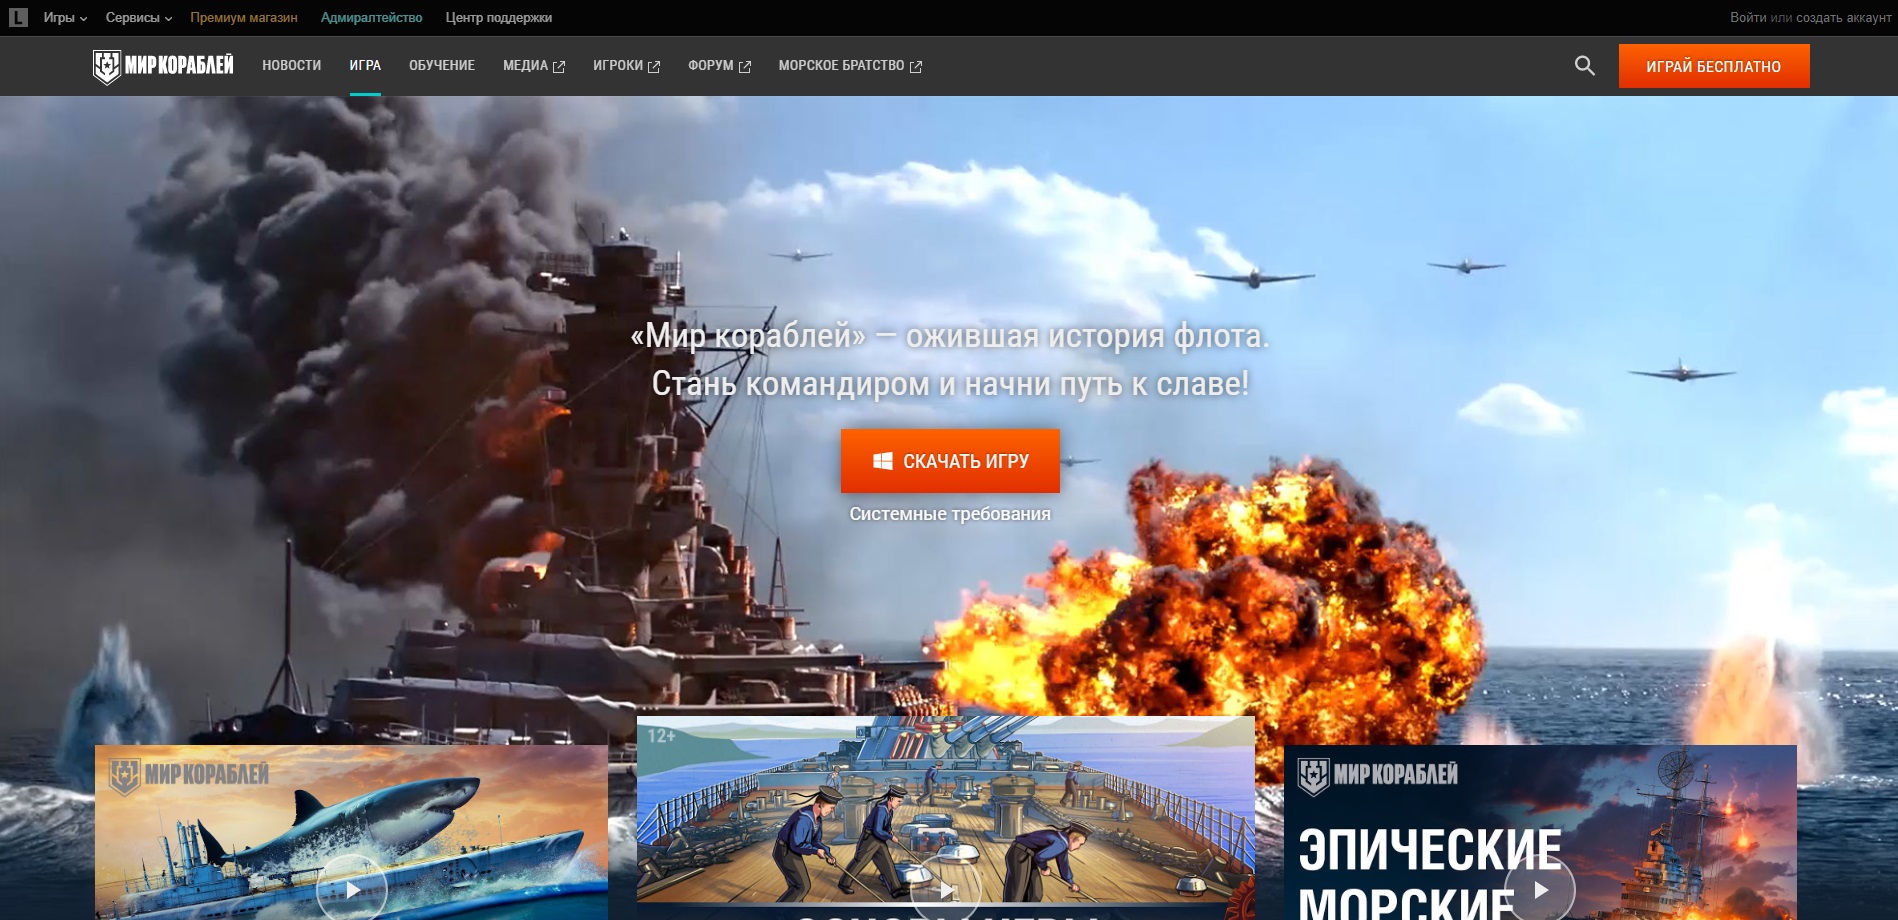 L Игры Сервисы Премиум магазин Адмиралтейство Центр поддержки Войти или создать аккаунт
МИР КОРАБЛЕЙ НОВОСТИ ИГРА ОБУЧЕНИЕ МЕДИА ИГРОКИ ФОРУМ МОРСКОЕ БРАТСТВО ИГРАЙ БЕСПЛАТНО
«Мир кораблей» — ожившая история флота.
Стань командиром и начни путь к славе!
СКАЧАТЬ ИГРУ
Системные требования
МИР КОРАБЛЕЙ
12+
МИР КОРАБЛЕЙ
ЭПИЧЕСКИЕ
МОРСКИЕ